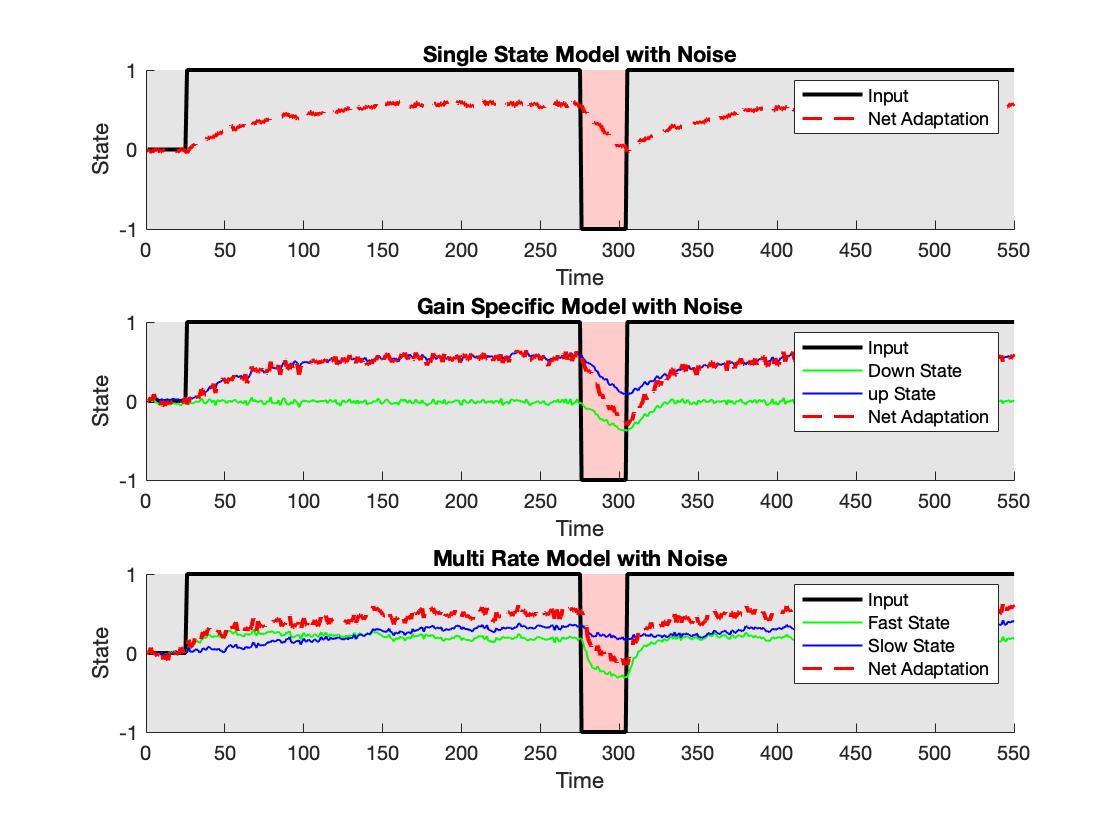 Single State Model with Noise
1
0
-1
State
Input
Net Adaptation
0 50 100 150 200 250 300 350 400 450 500 550
Time
Gain Specific Model with Noise
1
0
-1
State
Input
Down State
up State
Net Adaptation
0 50 100 150 200 250 300 350 400 450 500 550
Time
Multi Rate Model with Noise
1
0
-1
State
Input
Fast State
Slow State
Net Adaptation
0 50 100 150 200 250 300 350 400 450 500 550
Time